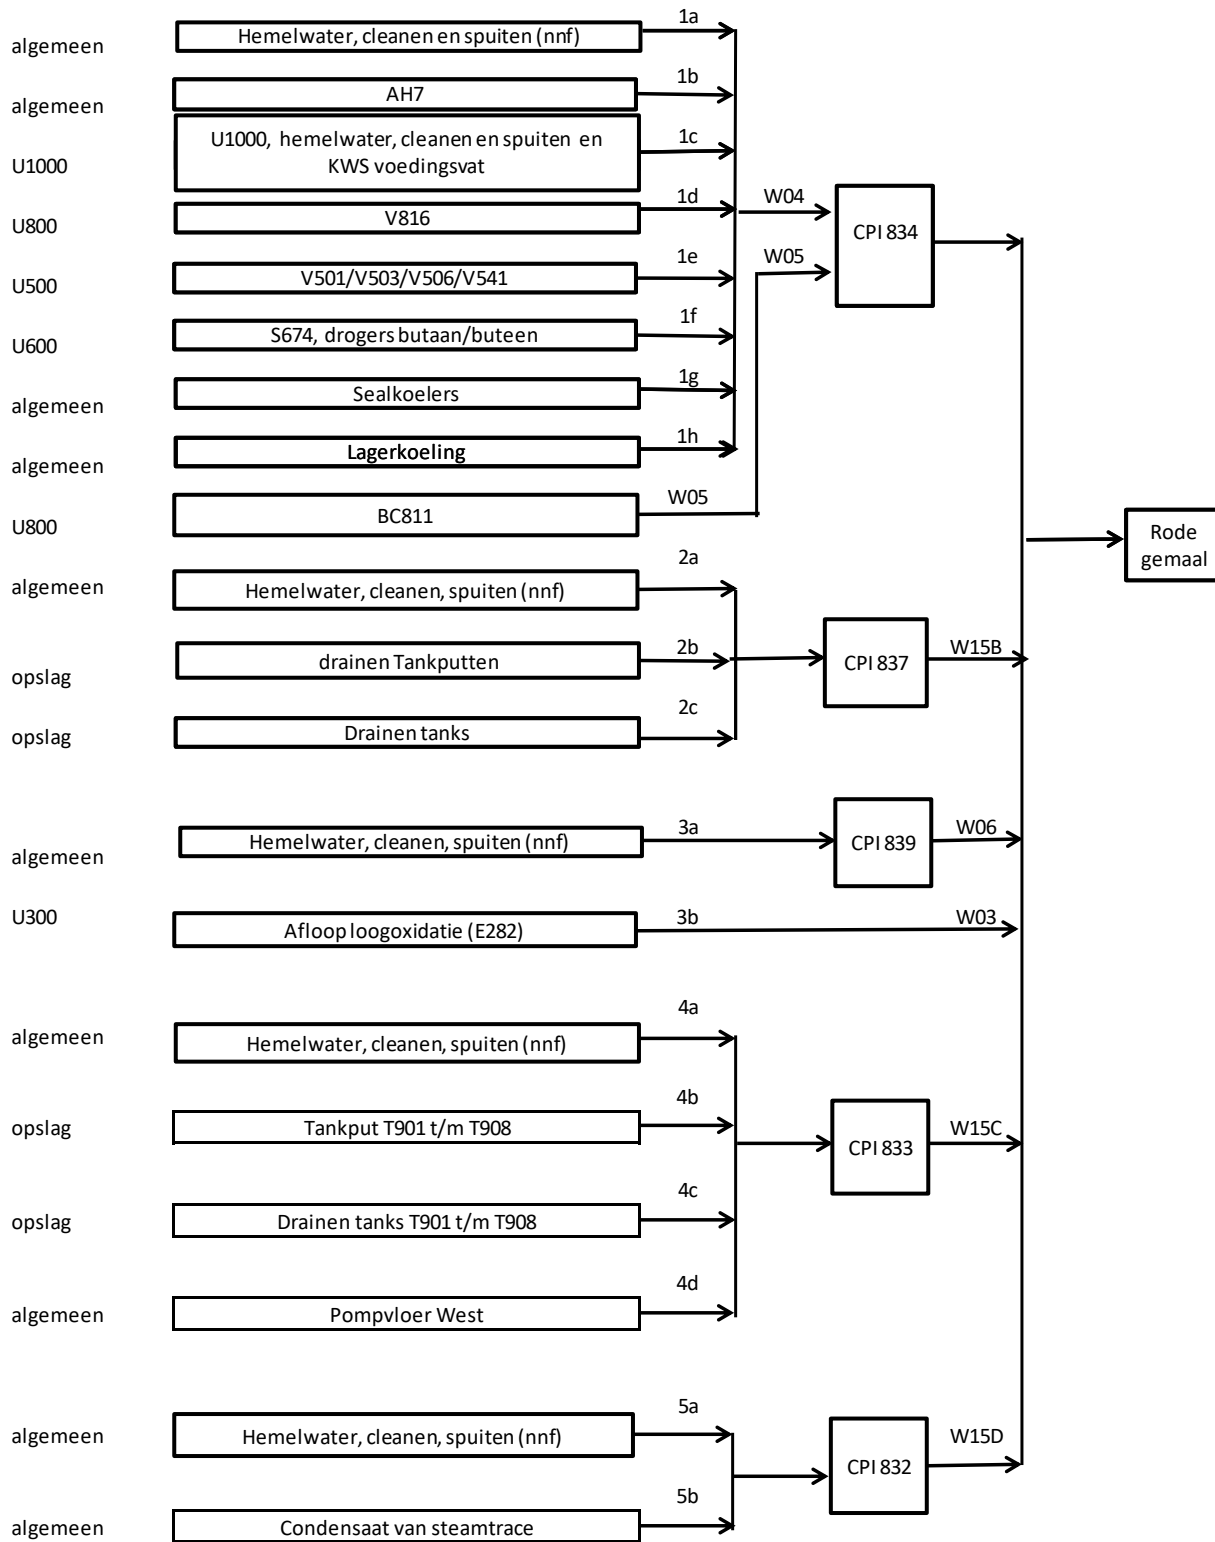 1a
algemeen
Hemelwater, cleanen en spuiten (nnf)
1b
algemeen
AH7
1c
U1000
U1000, hemelwater, cleanen en spuiten en
KWS voedingsvat
1d
U800
V816
W04
CPI 834
W05
1e
U500
V501/V503/V506/V541
1f
U600
S674, drogers butaan/buteen
1g
algemeen
Sealkoelers
1h
algemeen
Lagerkoeling
W05
U800
BC811
Rode
gemaal
2a
algemeen
Hemelwater, cleanen, spuiten (nnf)
2b
opslag
drainen Tankputten
CPI 837
W15B
2c
opslag
Drainen tanks
3a
algemeen
Hemelwater, cleanen, spuiten (nnf)
CPI 839
W06
U300
Afloop loogoxidatie (E282)
3b
W03
4a
algemeen
Hemelwater, cleanen, spuiten (nnf)
4b
opslag
Tankput T901 t/m T908
CPI 833
W15C
4c
opslag
Drainen tanks T901 t/m T908
4d
algemeen
Pompvloer West
5a
algemeen
Hemelwater, cleanen, spuiten (nnf)
CPI 832
W15D
5b
algemeen
Condensaat van steamtrace